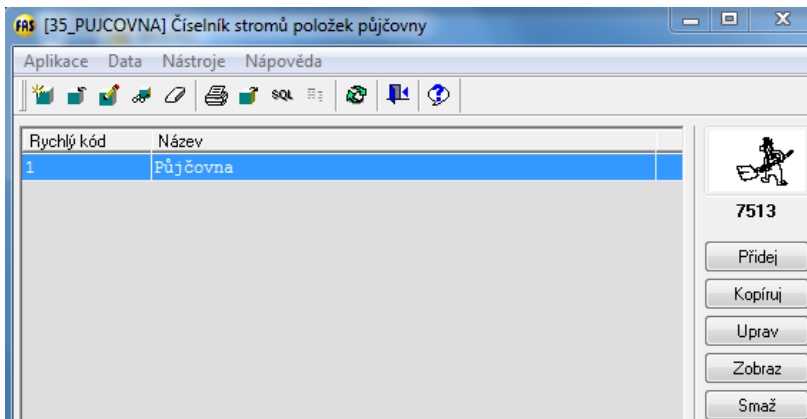 FAS [35_PUJCOVNA] Číselník stromů položek půjčovny
Aplikace Data Nástroje Nápověda
SQL
Rychlý kód Název
1 Půjčovna
7513
Přidej
Kopíruj
Uprav
Zobraz
Smaž